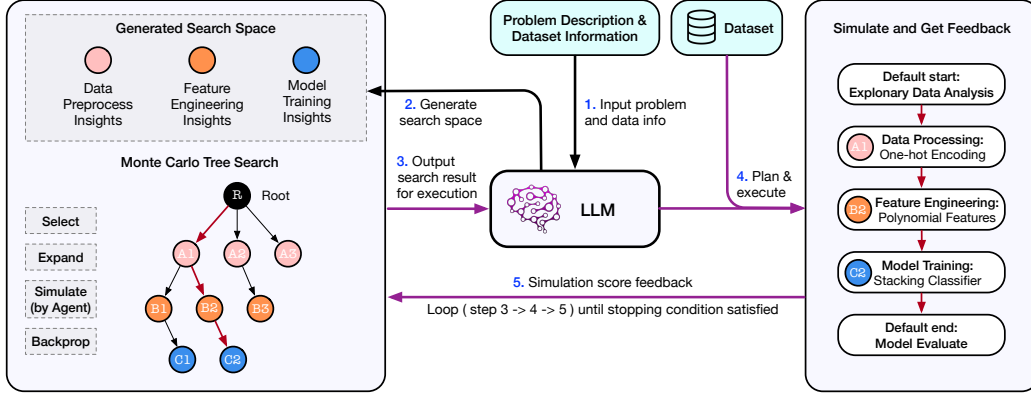 Generated Search Space
Data
Preprocess
Insights
Feature
Engineering
Insights
Model
Training
Insights
Monte Carlo Tree Search
Select
Expand
Simulate
(by Agent)
Backprop
R
Root
A1
A2
A3
B1
B2
B3
C1
C2
Problem Description &
Dataset Information
Dataset
1. Input problem
and data info
2. Generate
search space
3. Output
search result
for execution
LLM
4. Plan &
execute
5. Simulation score feedback
Loop ( step 3 -> 4 -> 5 ) until stopping condition satisfied
Simulate and Get Feedback
Default start:
Explonary Data Analysis
A1
Data Processing:
One-hot Encoding
B2
Feature Engineering:
Polynomial Features
C2
Model Training:
Stacking Classifier
Default end:
Model Evaluate